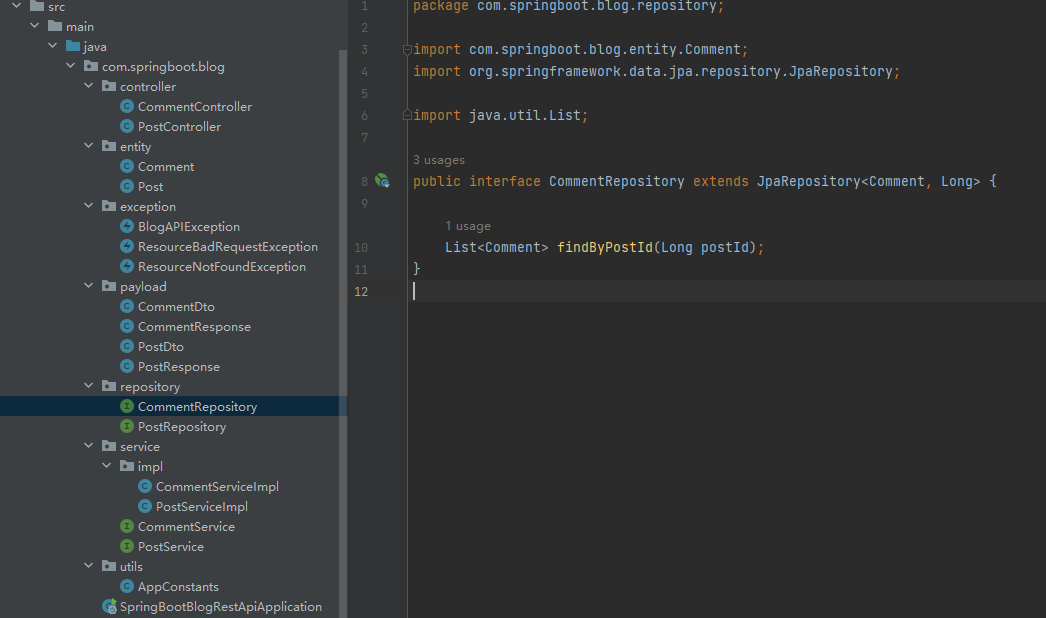 src
main
java
com.springboot.blog
controller
CommentController
PostController
entity
Comment
Post
exception
BlogAPIException
ResourceBadRequestException
ResourceNotFoundException
payload
CommentDto
CommentResponse
PostDto
PostResponse
repository
CommentRepository
PostRepository
service
impl
CommentServiceImpl
PostServiceImpl
CommentService
PostService
utils
AppConstants
SpringBootBlogRestApiApplication
1 package com.springboot.blog.repository;
2
3 import com.springboot.blog.entity.Comment;
4 import org.springframework.data.jpa.repository.JpaRepository;
5
6 import java.util.List;
7
3 usages
8 public interface CommentRepository extends JpaRepository<Comment, Long> {
9
1 usage
10 List<Comment> findByPostId(Long postId);
11 }
12